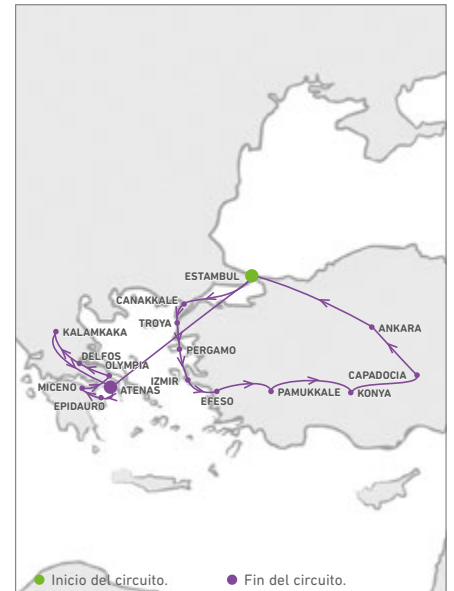 ESTAMBUL
CANAKKALE
TROYA
ANKARA
KALAMKAKA
PERGAMO
DELFOS
OLYMPIA
CAPADOCIA
IZMIR
MICENO
ATENAS
PAMUKKALE
KONYA
EFESO
EPIDAURO
Inicio del circuito.
Fin del circuito.